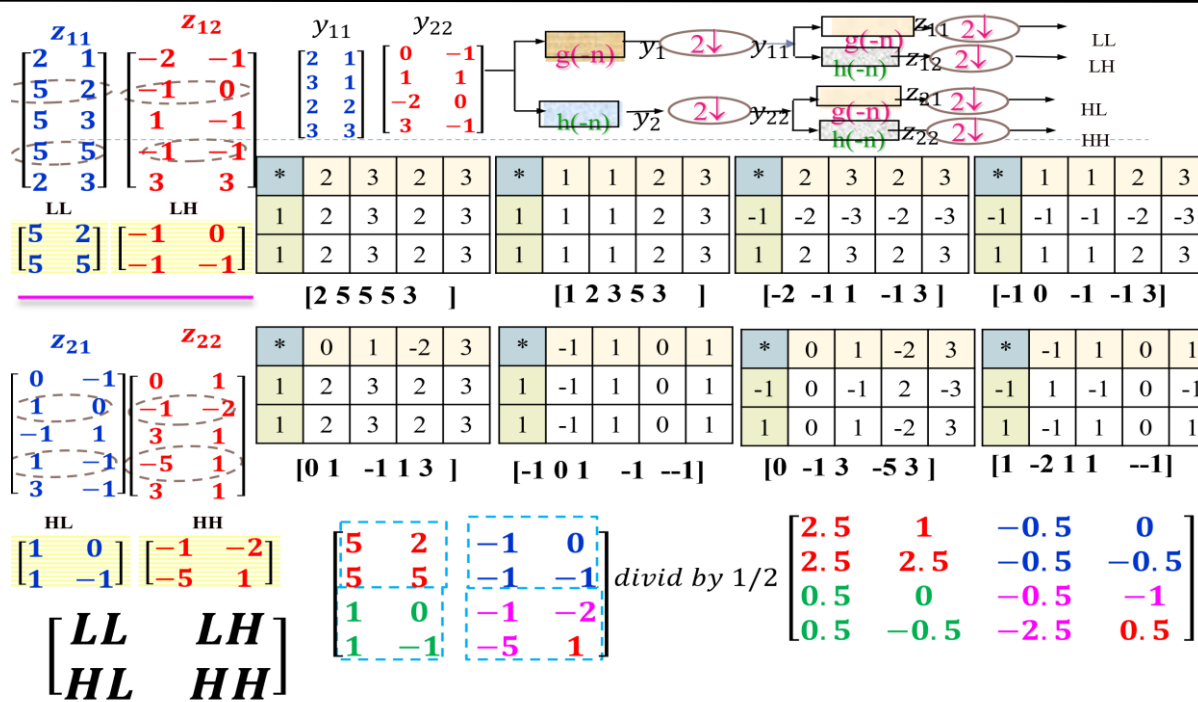 z₁₁ z₁₂ y₁₁ y₂₂
[2 1] [−2 −1]
[5 2] [−1 0]
[5 3] [1 −1]
[5 5] [−1 −1]
[2 3] [3 3]
[2 1] [0 −1]
[3 1] [1 1]
[2 2] [−2 0]
[3 3] [3 −1]
g(-n) y₁ 2↓ y₁₁ g(-n) z₁₁ 2↓ LL
h(-n) z₁₂ 2↓ LH
h(-n) y₂ 2↓ y₂₂ g(-n) z₂₁ 2↓ HL
h(-n) z₂₂ 2↓ HH
LL LH
[5 2] [−1 0]
[5 5] [−1 −1]
* 2 3 2 3 * 1 1 2 3 * 2 3 2 3 * 1 1 2 3
1 2 3 2 3 1 1 1 2 3 -1 -2 -3 -2 -3 -1 -1 -1 -2 -3
1 2 3 2 3 1 1 1 2 3 1 2 3 2 3 1 1 1 2 3
[2 5 5 5 3 ] [1 2 3 5 3 ] [-2 -1 1 -1 3 ] [-1 0 -1 -1 3]
z₂₁ z₂₂
[0 −1] [0 1]
[1 0] [−1 −2]
[−1 1] [3 1]
[1 −1] [−5 1]
[3 −1] [3 1]
* 0 1 -2 3 * -1 1 0 1 * 0 1 -2 3 * -1 1 0 1
1 2 3 2 3 1 -1 1 0 1 -1 0 -1 2 -3 -1 1 -1 0 -1
1 2 3 2 3 1 -1 1 0 1 1 0 1 -2 3 1 -1 1 0 1
[0 1 -1 1 3 ] [-1 0 1 -1 --1] [0 -1 3 -5 3 ] [1 -2 1 1 --1]
HL HH
[1 0] [−1 −2]
[1 −1] [−5 1]
[LL LH]
[HL HH]
[5 2 −1 0]
[5 5 −1 −1]
[1 0 −1 −2]
[1 −1 −5 1]
divid by 1/2
[2.5 1 −0.5 0]
[2.5 2.5 −0.5 −0.5]
[0.5 0 −0.5 −1]
[0.5 −0.5 −2.5 0.5]